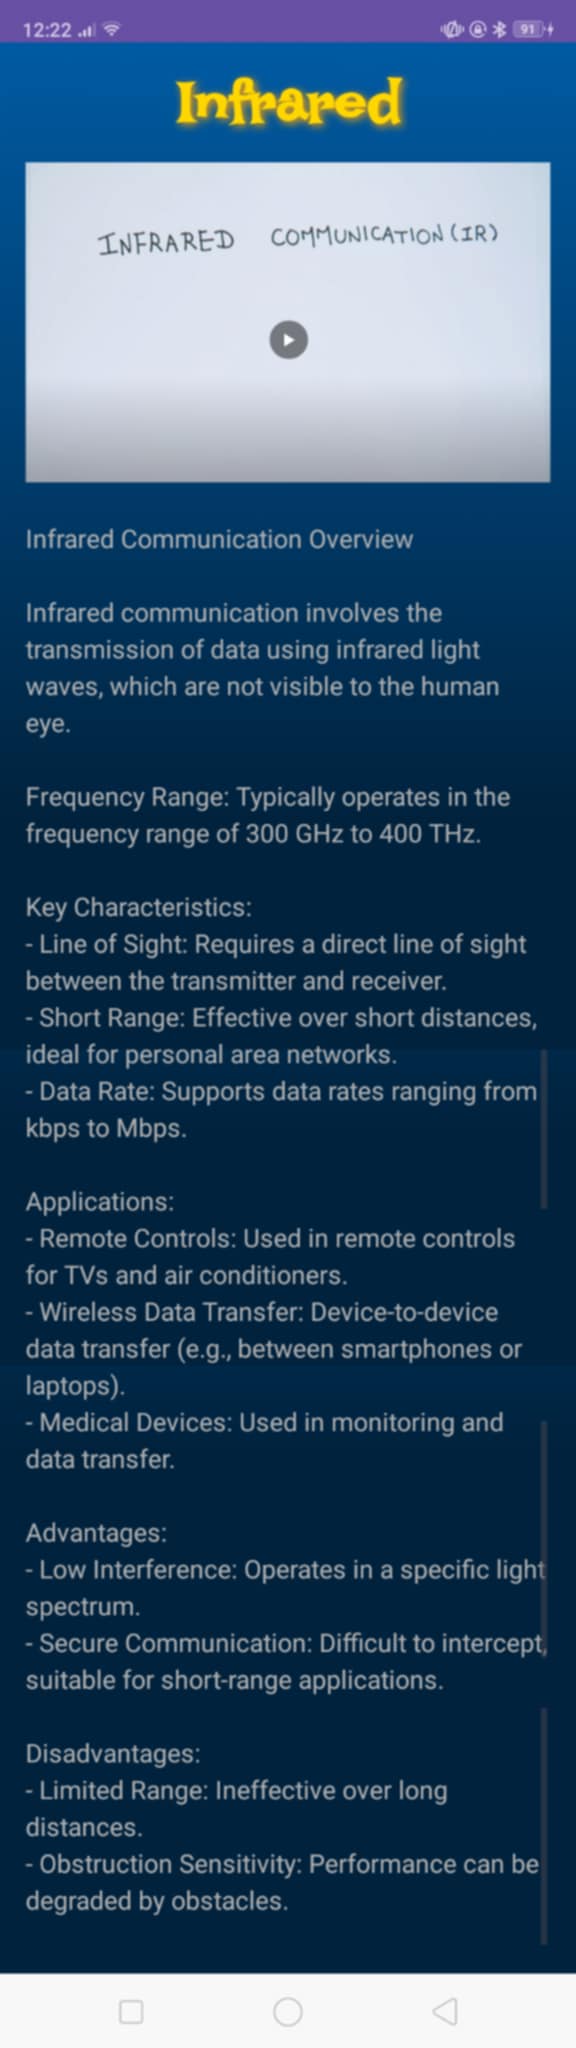 12:22
91
Infrared
INFRARED COMMUNICATION (IR)
Infrared Communication Overview
Infrared communication involves the
transmission of data using infrared light
waves, which are not visible to the human
eye.
Frequency Range: Typically operates in the
frequency range of 300 GHz to 400 THz.
Key Characteristics:
- Line of Sight: Requires a direct line of sight
between the transmitter and receiver.
- Short Range: Effective over short distances,
ideal for personal area networks.
- Data Rate: Supports data rates ranging from
kbps to Mbps.
Applications:
- Remote Controls: Used in remote controls
for TVs and air conditioners.
- Wireless Data Transfer: Device-to-device
data transfer (e.g., between smartphones or
laptops).
- Medical Devices: Used in monitoring and
data transfer.
Advantages:
- Low Interference: Operates in a specific light
spectrum.
- Secure Communication: Difficult to intercept,
suitable for short-range applications.
Disadvantages:
- Limited Range: Ineffective over long
distances.
- Obstruction Sensitivity: Performance can be
degraded by obstacles.